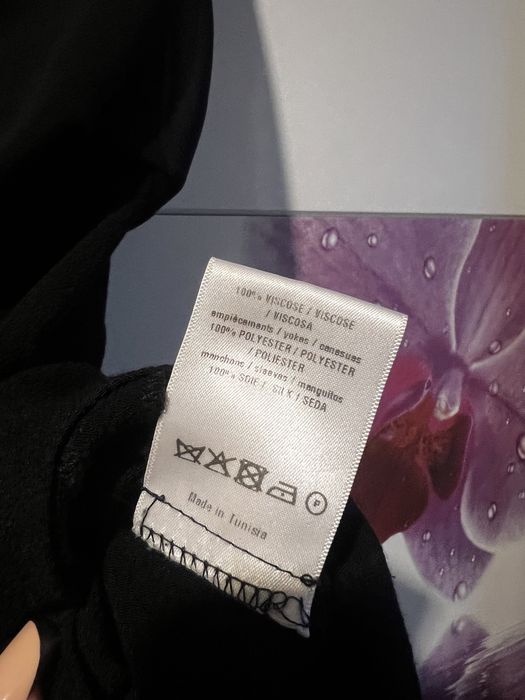 100% VISCOSE / VISCOSE
/ VISCOSA
empiècements / yokes / canesues
100% POLYESTER / POLYESTER
/ POLIESTER
manchons / sleeves / manguitos
100% SOIE / SILK / SEDA
P
Made in Tunisia